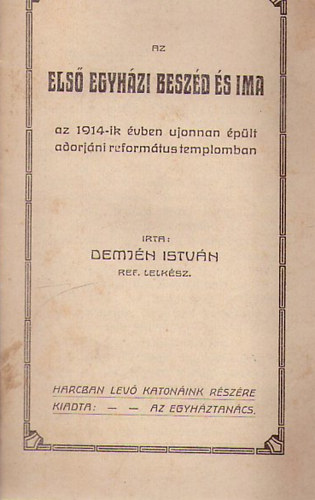 AZ
ELSŐ EGYHÁZI BESZÉD ÉS IMA
az 1914-ik évben ujonnan épült
adorjáni református templomban
IRTA:
DEMJÉN ISTVÁN
REF. LELKÉSZ.
HARCBAN LEVŐ KATONÁINK RÉSZÉRE
KIADTA: — — AZ EGYHÁZTANÁCS.